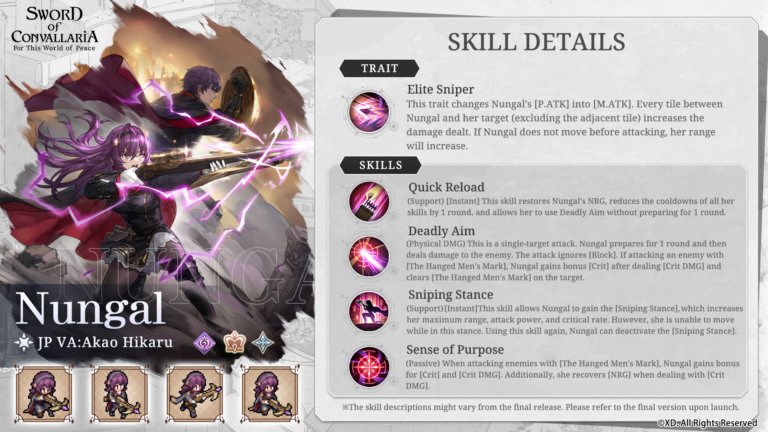 SWORD
of
CONVALLARIA
For This World of Peace
NUNGAL
Nungal
JP VA:Akao Hikaru
SKILL DETAILS
TRAIT
Elite Sniper
This trait changes Nungal's [P.ATK] into [M.ATK]. Every tile between
Nungal and her target (excluding the adjacent tile) increases the
damage dealt. If Nungal does not move before attacking, her range
will increase.
SKILLS
Quick Reload
(Support) [Instant] This skill restores Nungal's NRG, reduces the cooldowns of all her
skills by 1 round, and allows her to use Deadly Aim without preparing for 1 round.
Deadly Aim
(Physical DMG) This is a single-target attack. Nungal prepares for 1 round and then
deals damage to the enemy. The attack ignores [Block]. If attacking an enemy with
[The Hanged Men's Mark], Nungal gains bonus [Crit] after dealing [Crit DMG] and
clears [The Hanged Men's Mark] on the target.
Sniping Stance
(Support)[Instant]This skill allows Nungal to gain the [Sniping Stance], which increases
her maximum range, attack power, and critical rate. However, she is unable to move
while in this stance. Using this skill again, Nungal can deactivate the [Sniping Stance].
Sense of Purpose
(Passive) When attacking enemies with [The Hanged Men's Mark], Nungal gains bonus
for [Crit] and [Crit DMG]. Additionally, she recovers [NRG] when dealing with [Crit
DMG].
※The skill descriptions might vary from the final release. Please refer to the final version upon launch.
©XD. All Rights Reserved